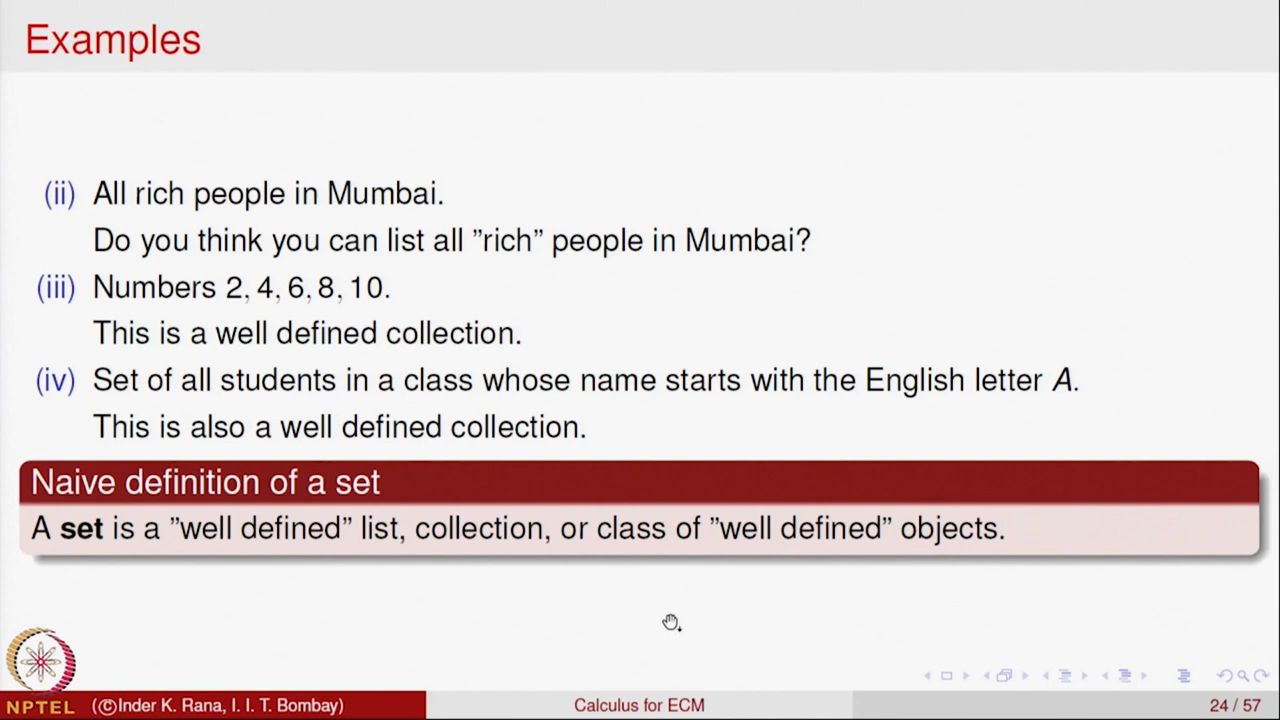 Examples
(ii) All rich people in Mumbai.
Do you think you can list all ”rich” people in Mumbai?
(iii) Numbers 2, 4, 6, 8, 10.
This is a well defined collection.
(iv) Set of all students in a class whose name starts with the English letter A.
This is also a well defined collection.
Naive definition of a set
A set is a ”well defined” list, collection, or class of ”well defined” objects.
NPTEL (©Inder K. Rana, I. I. T. Bombay) Calculus for ECM 24 / 57